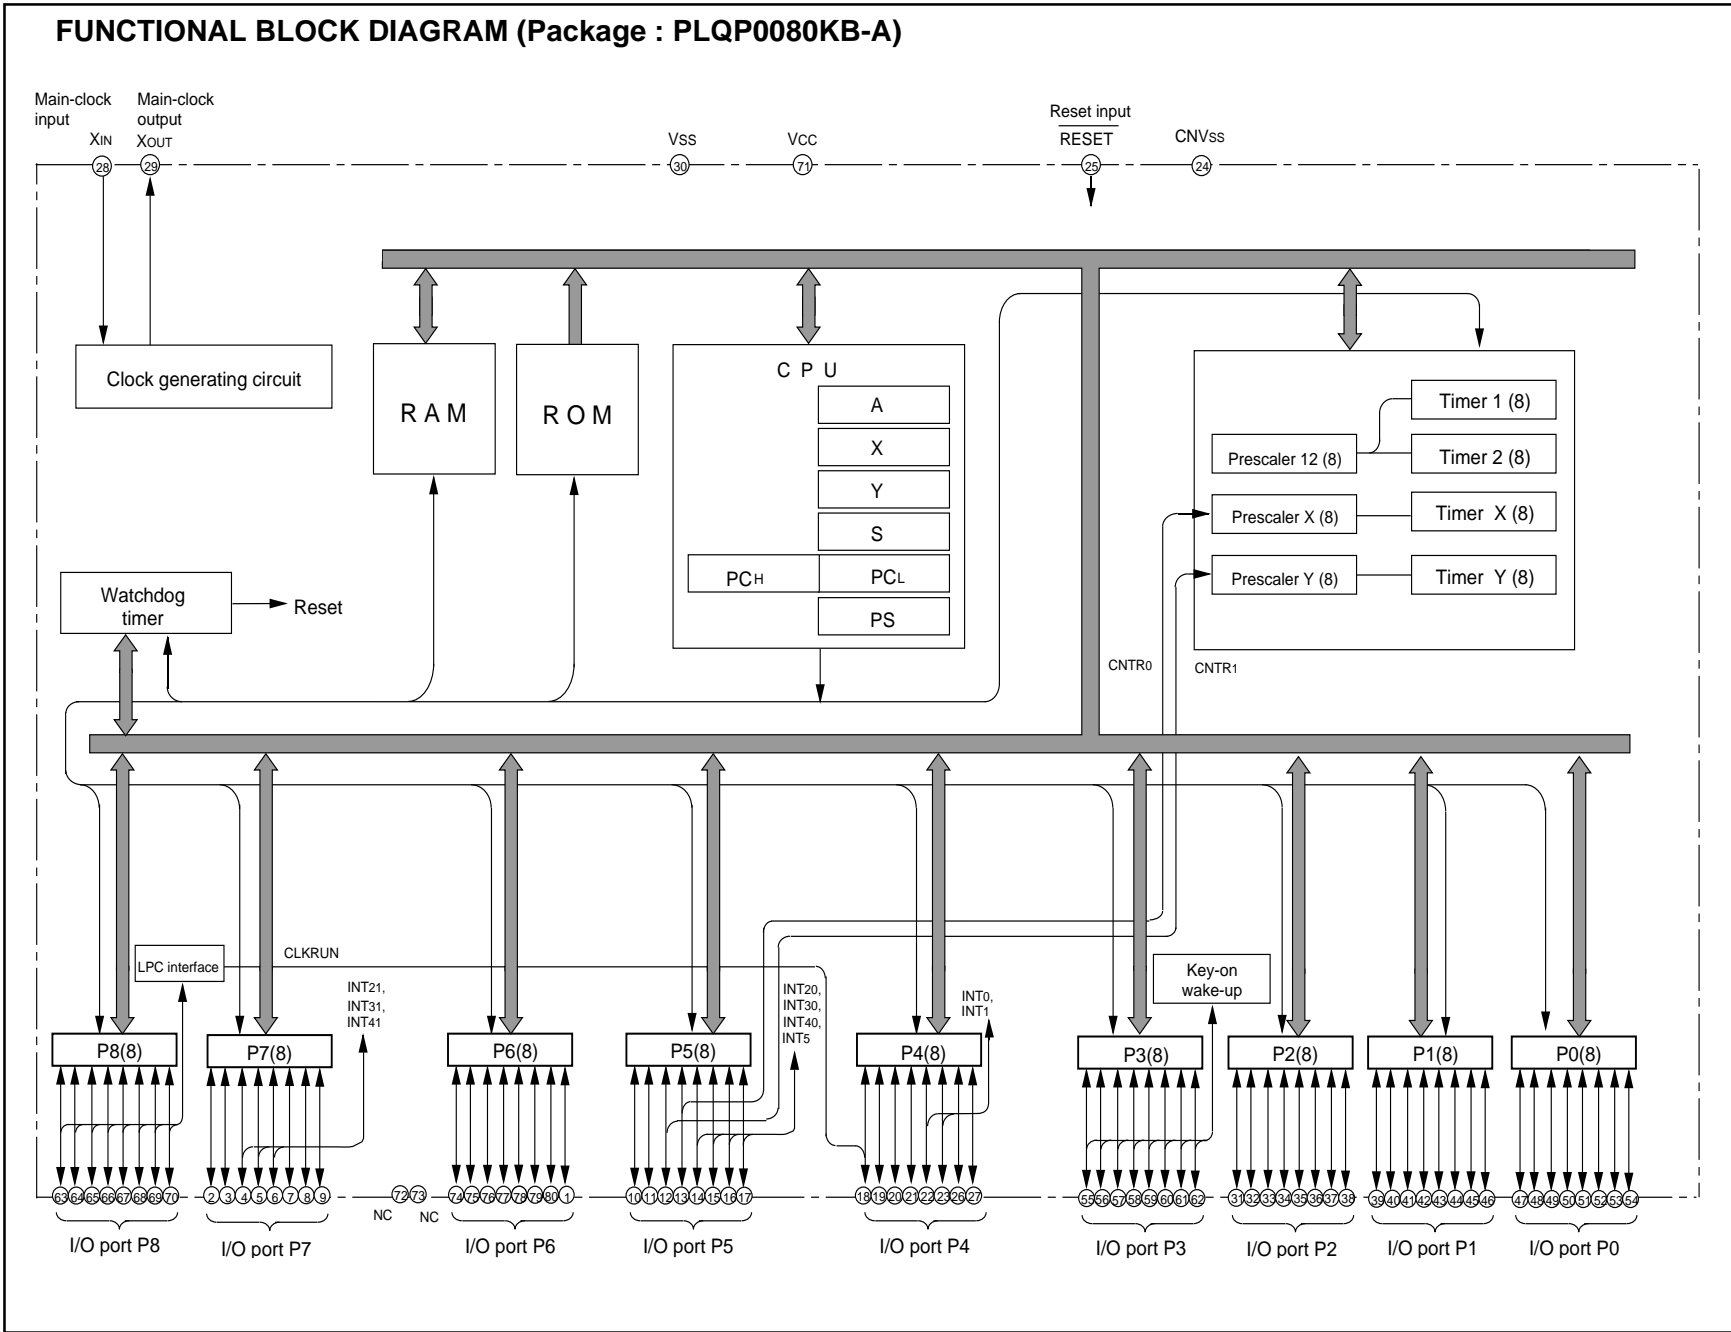 FUNCTIONAL BLOCK DIAGRAM (Package : PLQP0080KB-A)
Main-clock input
Main-clock output
XIN
XOUT
VSS
VCC
Reset input
RESET
CNVSS
28
29
30
71
25
24
Clock generating circuit
RAM
ROM
CPU
A
X
Y
S
PCH
PCL
PS
Timer 1 (8)
Prescaler 12 (8)
Timer 2 (8)
Prescaler X (8)
Timer X (8)
Prescaler Y (8)
Timer Y (8)
Watchdog timer
Reset
CNTR0
CNTR1
LPC interface
CLKRUN
INT21,
INT31,
INT41
INT20,
INT30,
INT40,
INT5
INT0,
INT1
Key-on wake-up
P8(8)
P7(8)
P6(8)
P5(8)
P4(8)
P3(8)
P2(8)
P1(8)
P0(8)
63 64 65 66 67 68 69 70
2 3 4 5 6 7 8 9
72 73
74 75 76 77 78 79 80 1
10 11 12 13 14 15 16 17
18 19 20 21 22 23 26 27
55 56 57 58 59 60 61 62
31 32 33 34 35 36 37 38
39 40 41 42 43 44 45 46
47 48 49 50 51 52 53 54
NC
NC
I/O port P8
I/O port P7
I/O port P6
I/O port P5
I/O port P4
I/O port P3
I/O port P2
I/O port P1
I/O port P0